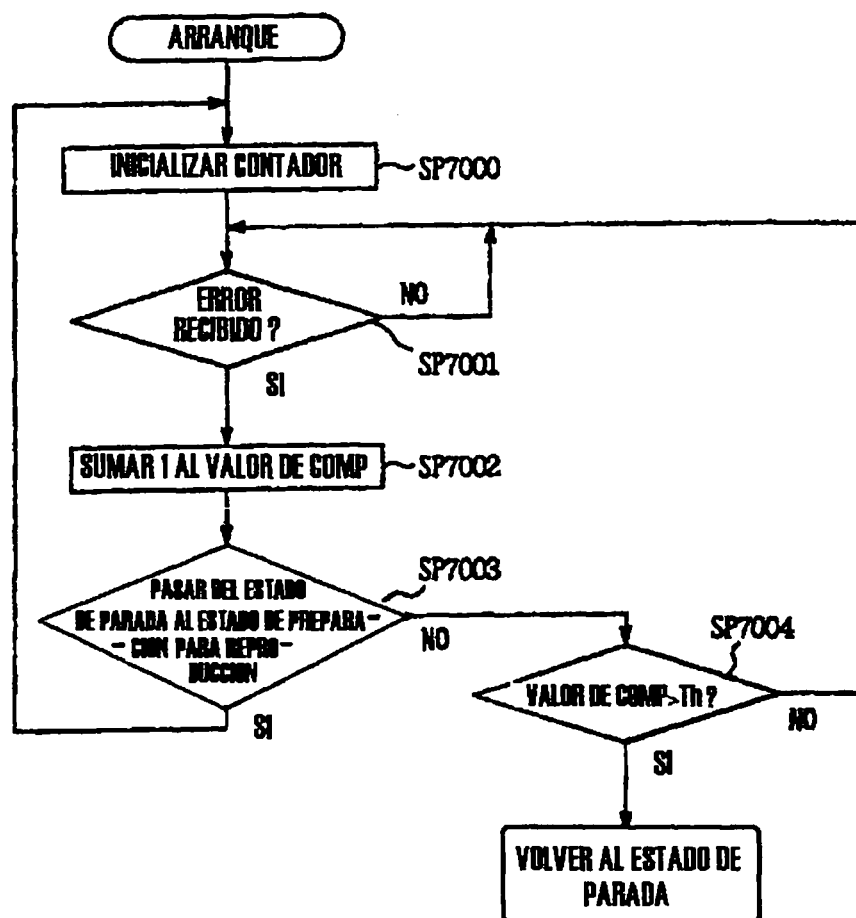 ARRANQUE
INICIALIZAR CONTADOR
SP7000
ERROR
RECIBIDO ?
NO
SP7001
SI
SUMAR 1 AL VALOR DE COMP
SP7002
PASAR DEL ESTADO
DE PARADA AL ESTADO DE PREPARA-
- CION PARA REPRO-
DUCCION
SP7003
NO
SI
SP7004
VALOR DE COMP>Th ?
NO
SI
VOLVER AL ESTADO DE
PARADA